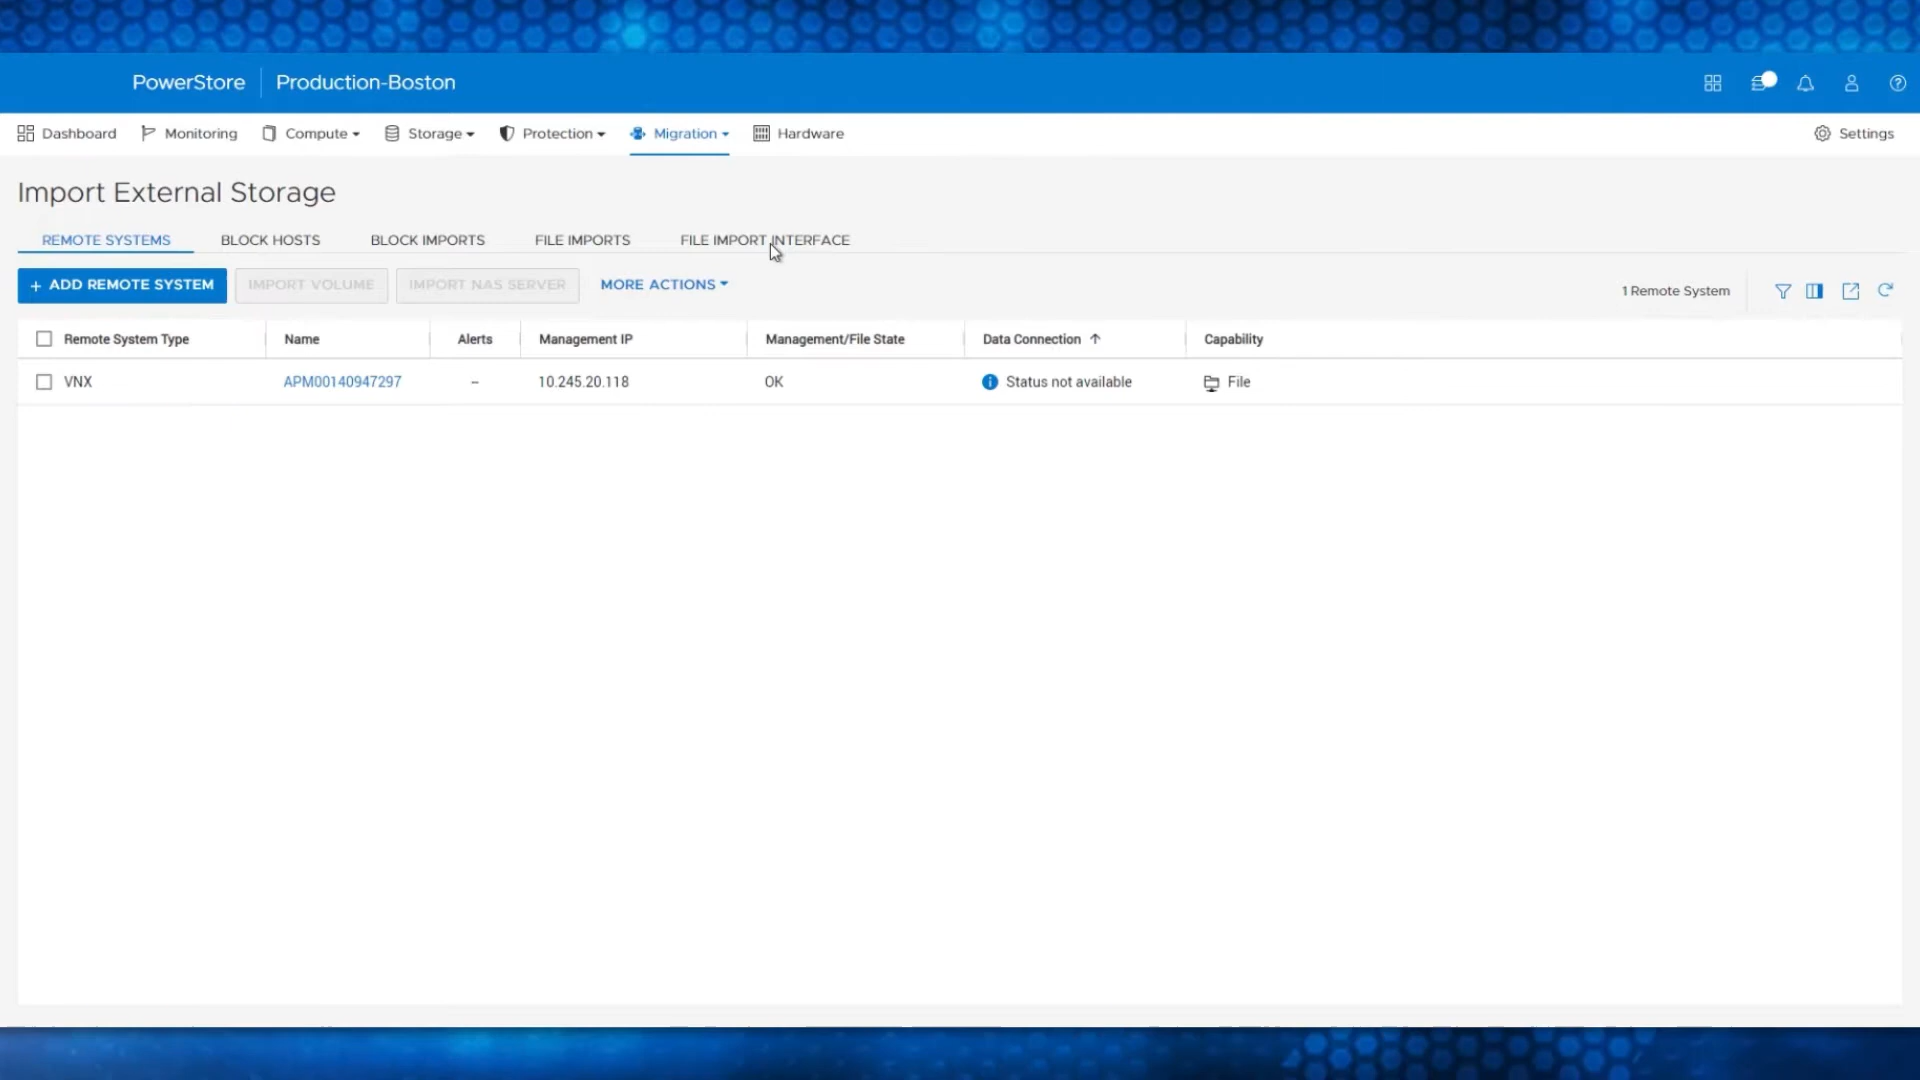 PowerStore Production-Boston
Dashboard Monitoring Compute Storage Protection Migration Hardware Settings
Import External Storage
REMOTE SYSTEMS BLOCK HOSTS BLOCK IMPORTS FILE IMPORTS FILE IMPORT INTERFACE
+ ADD REMOTE SYSTEM IMPORT VOLUME IMPORT NAS SERVER MORE ACTIONS 1 Remote System
Remote System Type Name Alerts Management IP Management/File State Data Connection Capability
VNX APM00140947297 -- 10.245.20.118 OK Status not available File